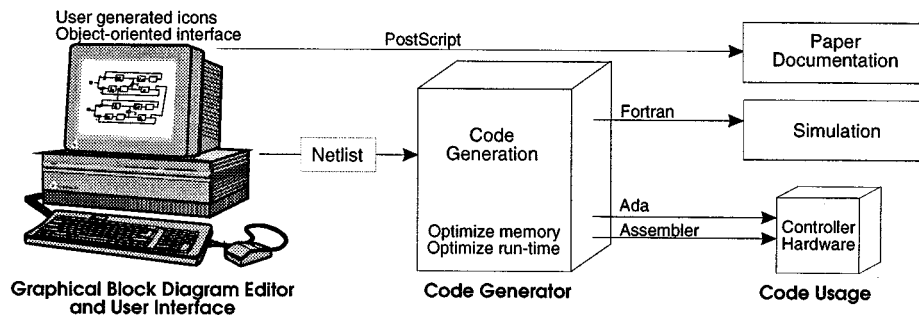 User generated icons
Object-oriented interface
PostScript
Paper
Documentation
Fortran
Simulation
Code
Generation
Netlist
Ada
Assembler
Optimize memory
Optimize run-time
Controller
Hardware
Graphical Block Diagram Editor
and User Interface
Code Generator
Code Usage